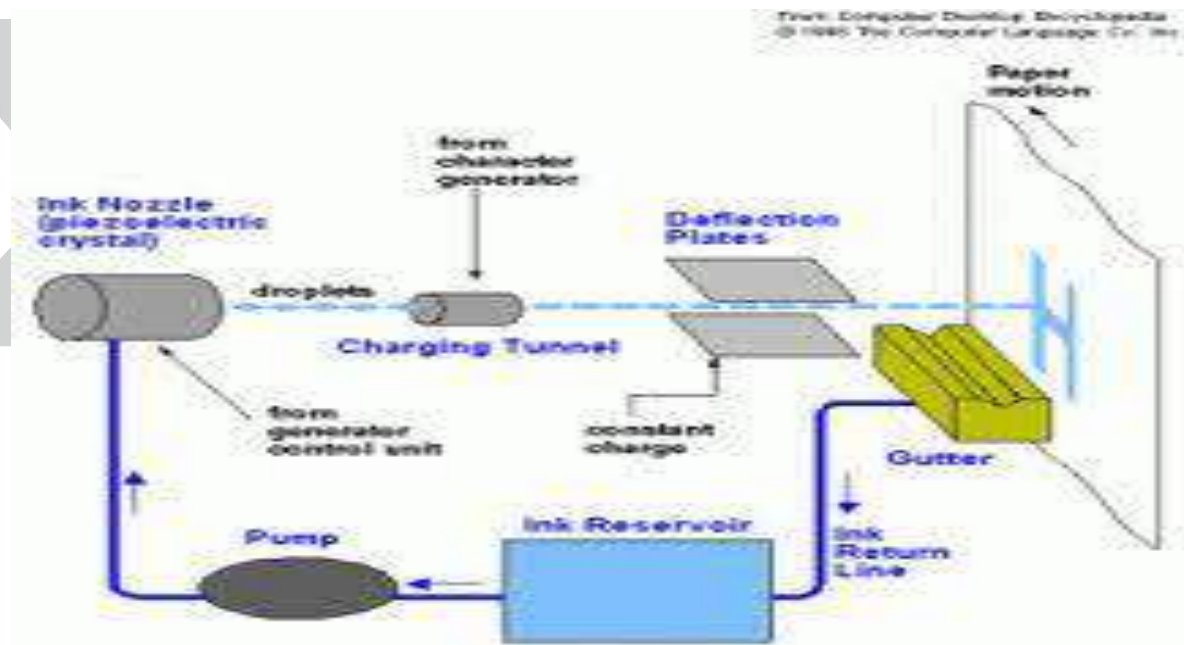 From Computer Desktop Encyclopedia
The Computer Language Co. Inc.
Paper
motion
from
character
generator
Ink Nozzle
(piezoelectric
crystal)
Deflection
Plates
droplets
Charging Tunnel
from
generator
control unit
constant
charge
Gutter
Ink Reservoir
Pump
Ink
Return
Line